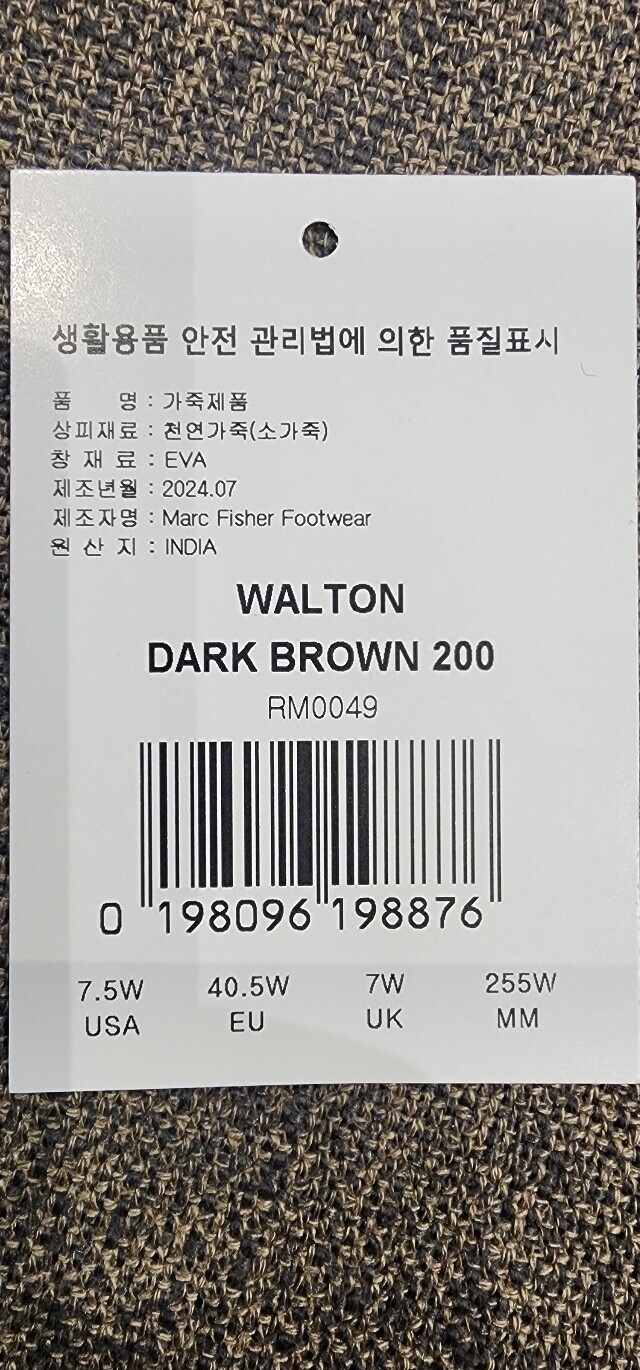 생활용품 안전 관리법에 의한 품질표시
품 명 : 가죽제품
상피재료 : 천연가죽(소가죽)
창 재 료 : EVA
제조년월 : 2024.07
제조자명 : Marc Fisher Footwear
원 산 지 : INDIA
WALTON
DARK BROWN 200
RM0049
0 198096 198876
7.5W 40.5W 7W 255W
USA EU UK MM